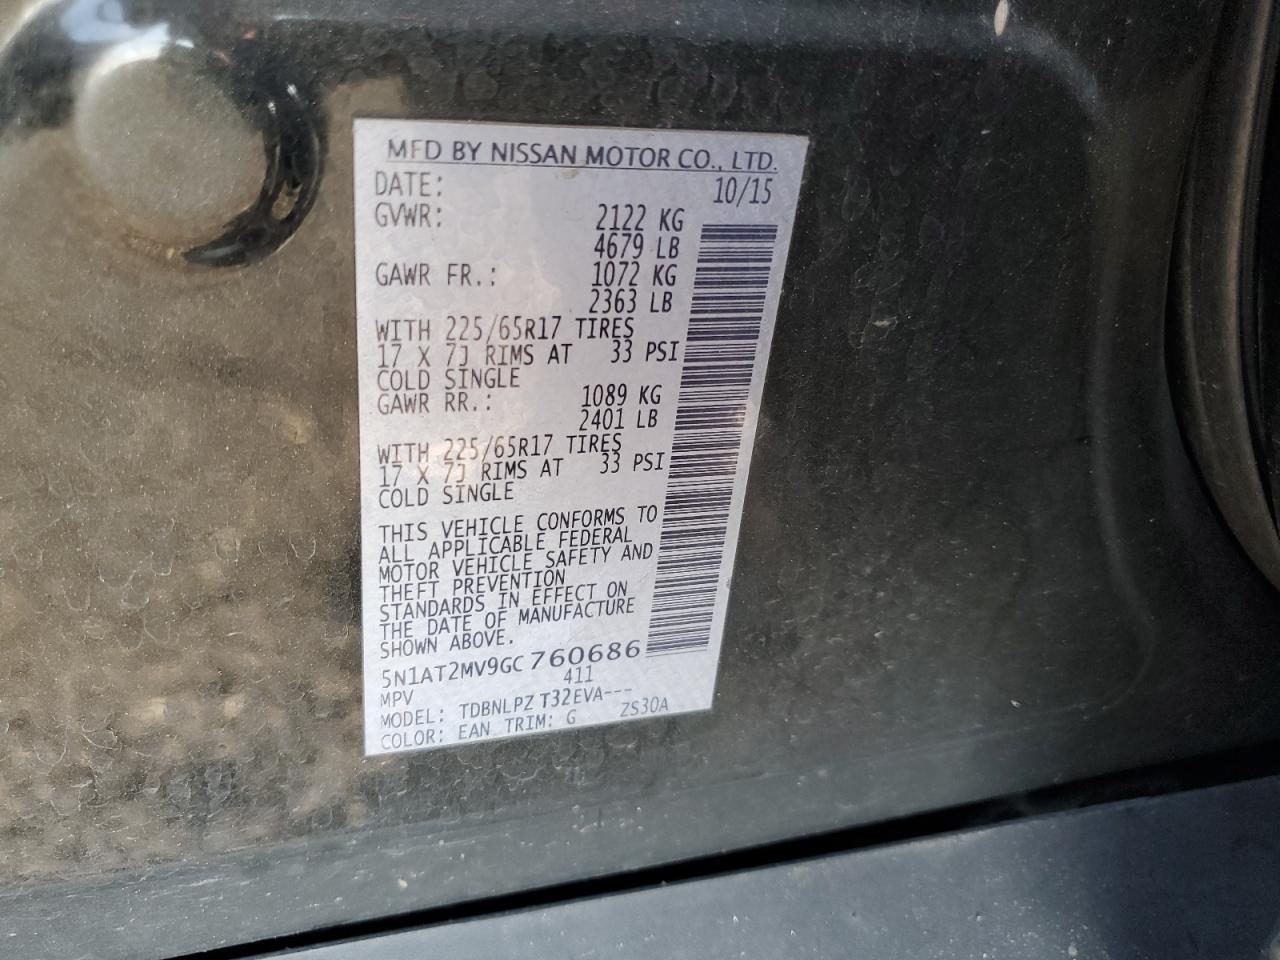 MFD BY NISSAN MOTOR CO., LTD.
DATE: 10/15
GVWR: 2122 KG
4679 LB
GAWR FR.: 1072 KG
2363 LB
WITH 225/65R17 TIRES
17 X 7J RIMS AT 33 PSI
COLD SINGLE
GAWR RR.: 1089 KG
2401 LB
WITH 225/65R17 TIRES
17 X 7J RIMS AT 33 PSI
COLD SINGLE
THIS VEHICLE CONFORMS TO
ALL APPLICABLE FEDERAL
MOTOR VEHICLE SAFETY AND
THEFT PREVENTION
STANDARDS IN EFFECT ON
THE DATE OF MANUFACTURE
SHOWN ABOVE.
5N1AT2MV9GC760686
MPV 411
MODEL: TDBNLPZ T32EVA---
COLOR: EAN TRIM: G ZS30A